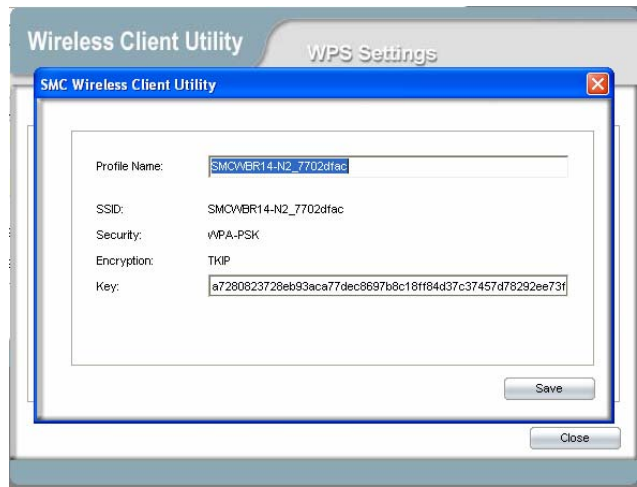 Wireless Client Utility
WPS Settings
SMC Wireless Client Utility
Profile Name: SMCWBR14-N2_7702dfac
SSID: SMCWBR14-N2_7702dfac
Security: WPA-PSK
Encryption: TKIP
Key: a7280823728eb93aca77dec8697b8c18ff84d37c37457d78292ee73f
Save
Close